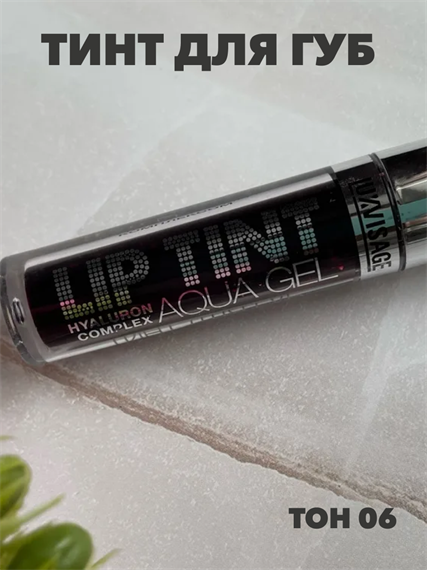 ТИНТ ДЛЯ ГУБ
LUXVISAGE
LIP TINT
HYALURON
COMPLEX
AQUA GEL
ТОН 06